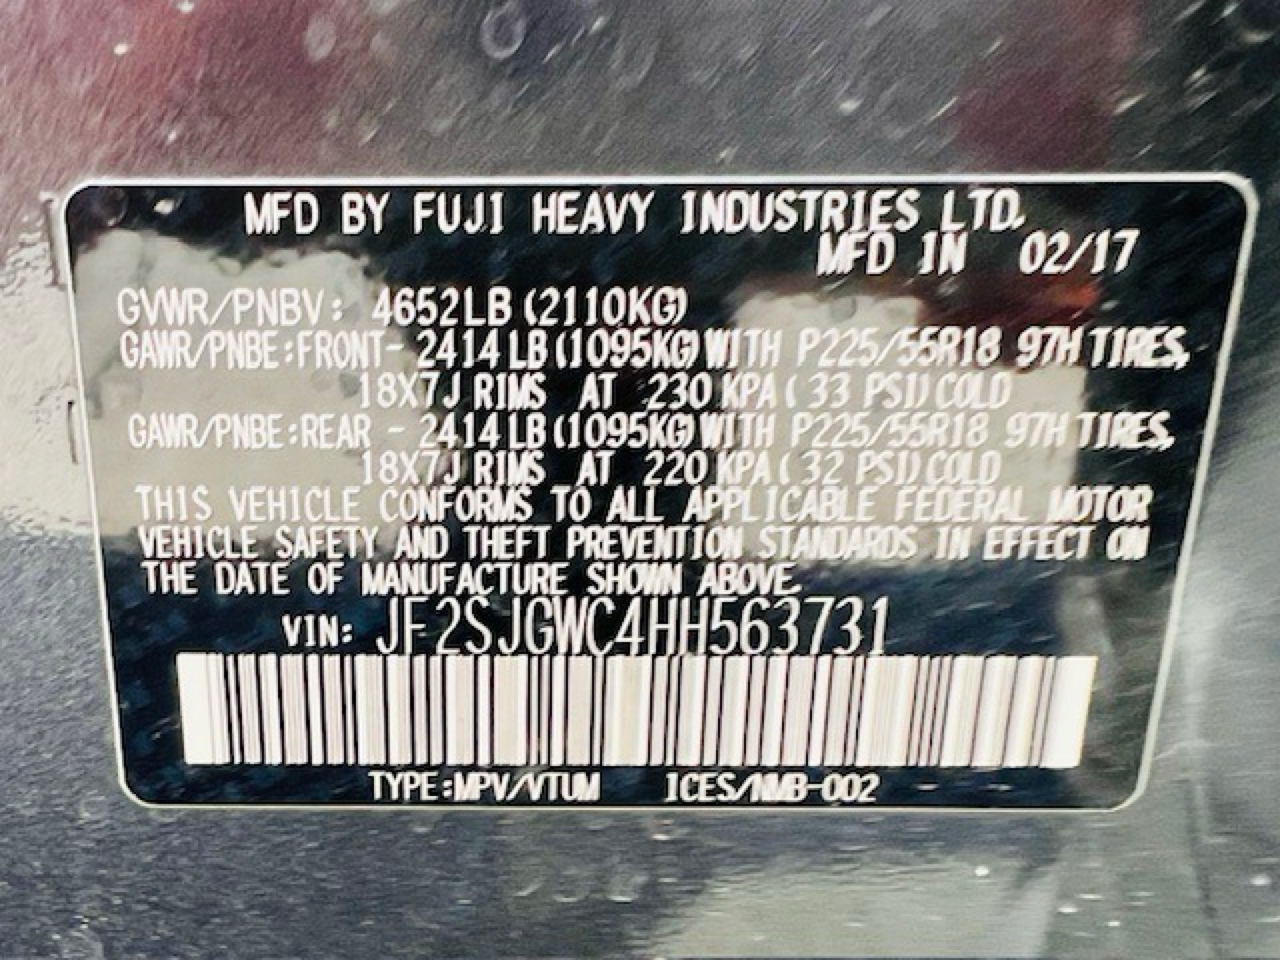 MFD BY FUJI HEAVY INDUSTRIES LTD.
MFD IN 02/17
GVWR/PNBV: 4652LB (2110KG)
GAWR/PNBE:FRONT- 2414 LB (1095KG) WITH P225/55R18 97H TIRES,
18X7J RIMS AT 230 KPA ( 33 PSI) COLD
GAWR/PNBE:REAR - 2414 LB (1095KG) WITH P225/55R18 97H TIRES,
18X7J RIMS AT 220 KPA ( 32 PSI) COLD
THIS VEHICLE CONFORMS TO ALL APPLICABLE FEDERAL MOTOR
VEHICLE SAFETY AND THEFT PREVENTION STANDARDS IN EFFECT ON
THE DATE OF MANUFACTURE SHOWN ABOVE.
VIN: JF2SJGWC4HH563731
TYPE:MPV/VTUM ICES/NMB-002